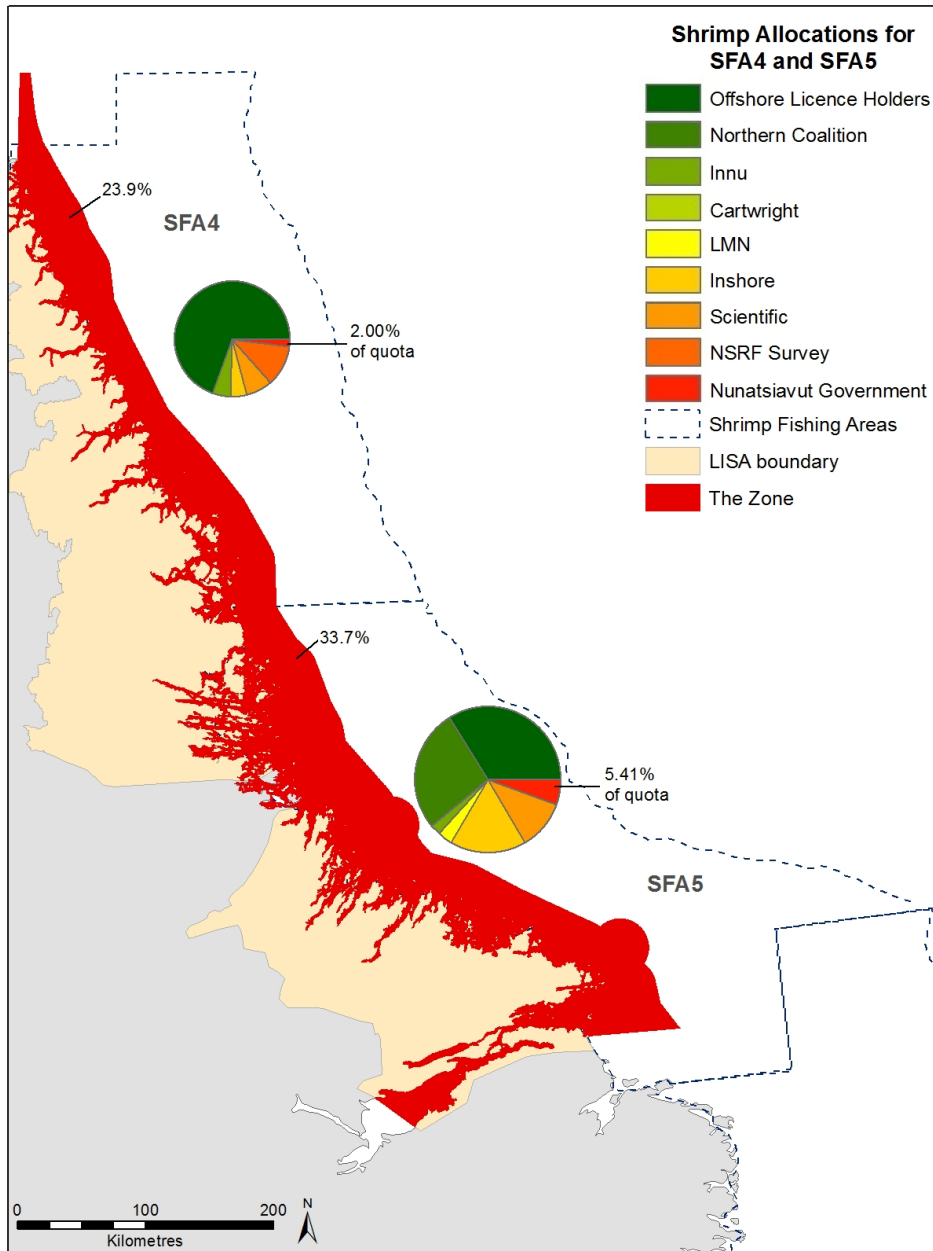 Shrimp Allocations for
SFA4 and SFA5
Offshore Licence Holders
Northern Coalition
Innu
Cartwright
LMN
Inshore
Scientific
NSRF Survey
Nunatsiavut Government
Shrimp Fishing Areas
LISA boundary
The Zone
23.9%
SFA4
2.00%
of quota
33.7%
5.41%
of quota
SFA5
0 100 200
Kilometres
N